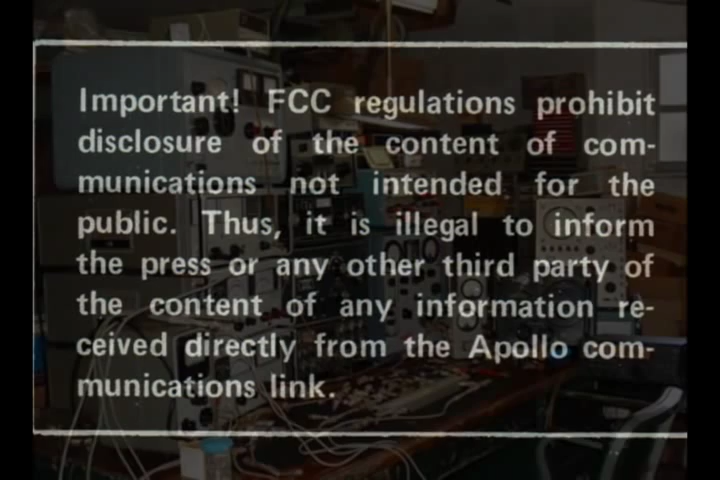 Important! FCC regulations prohibit
disclosure of the content of com-
munications not intended for the
public. Thus, it is illegal to inform
the press or any other third party of
the content of any information re-
ceived directly from the Apollo com-
munications link.